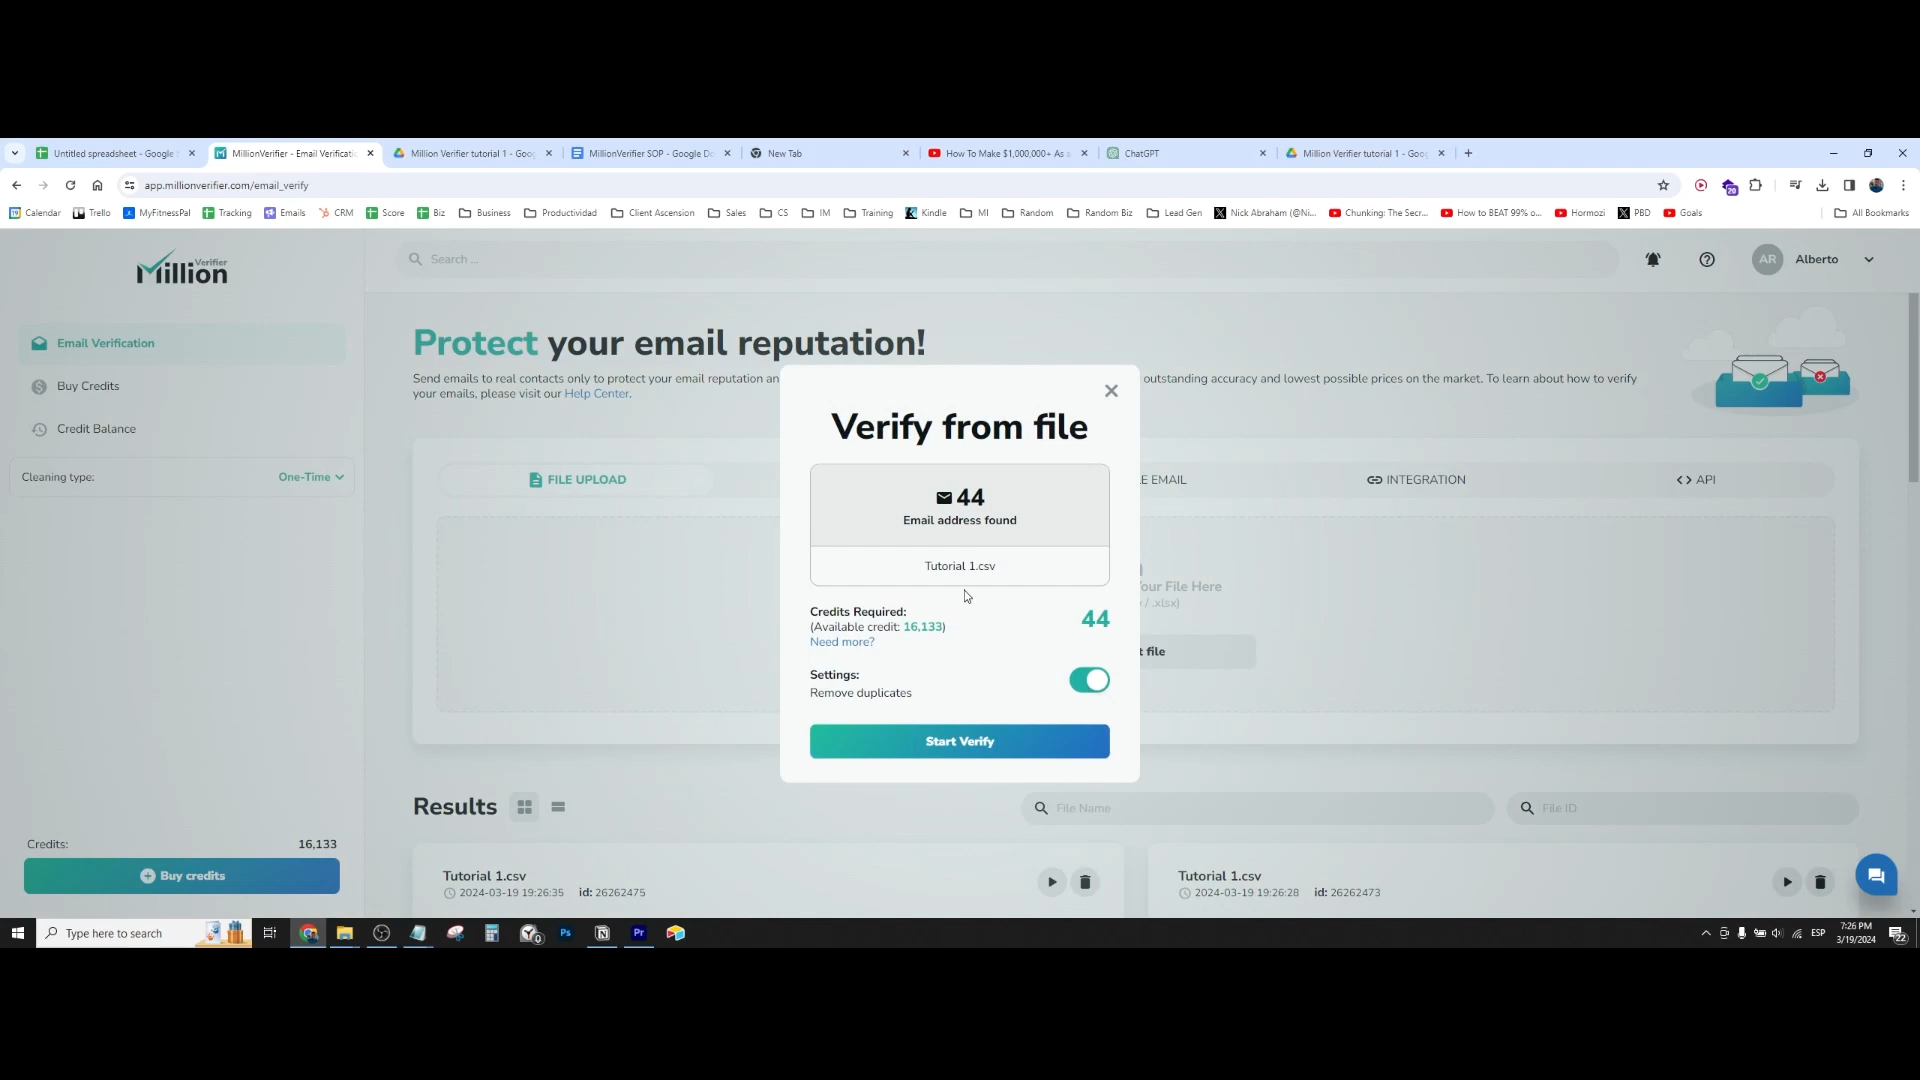 Untitled spreadsheet - Google S
MillionVerifier - Email Verificatio
Million Verifier tutorial 1 - Goog
MillionVerifier SOP - Google Do
New Tab
How To Make $1,000,000+ As a
ChatGPT
Million Verifier tutorial 1 - Goog
app.millionverifier.com/email_verify
20
Calendar
Trello
MyFitnessPal
Tracking
Emails
CRM
Score
Biz
Business
Productividad
Client Ascension
Sales
CS
IM
Training
Kindle
MI
Random
Random Biz
Lead Gen
Nick Abraham (@Ni...
Chunking: The Secr...
How to BEAT 99% o...
Hormozi
PBD
Goals
All Bookmarks
Million Verifier
Search ...
AR
Alberto
Email Verification
Buy Credits
Credit Balance
Cleaning type:
One-Time
Protect your email reputation!
Send emails to real contacts only to protect your email reputation an
outstanding accuracy and lowest possible prices on the market. To learn about how to verify
your emails, please visit our Help Center.
FILE UPLOAD
E EMAIL
INTEGRATION
API
Your File Here
/ .xlsx)
t file
Verify from file
44
Email address found
Tutorial 1.csv
Credits Required:
44
(Available credit: 16,133)
Need more?
Settings:
Remove duplicates
Start Verify
Results
File Name
File ID
Tutorial 1.csv
2024-03-19 19:26:35 id: 26262475
Tutorial 1.csv
2024-03-19 19:26:28 id: 26262473
Credits:
16,133
Buy credits
Type here to search
0
Ps
Pr
ESP
7:26 PM
3/19/2024
22